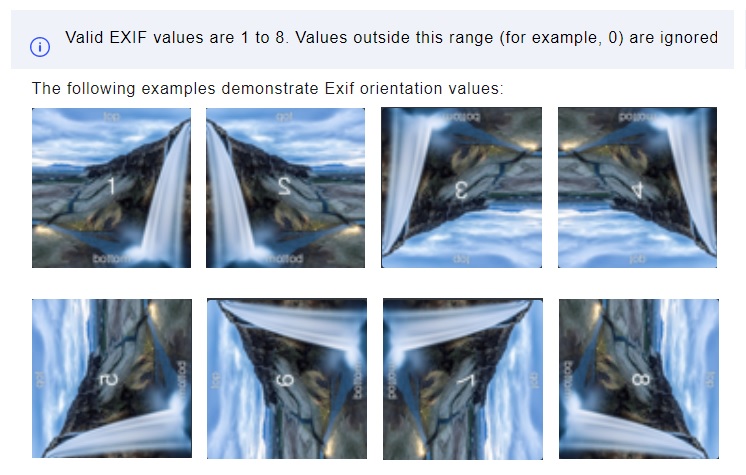 Valid EXIF values are 1 to 8. Values outside this range (for example, 0) are ignored
The following examples demonstrate Exif orientation values:
top top bottom bottom
1 2 3 4
bottom bottom top top
top 5 bottom top 6 bottom bottom 7 top bottom 8 top